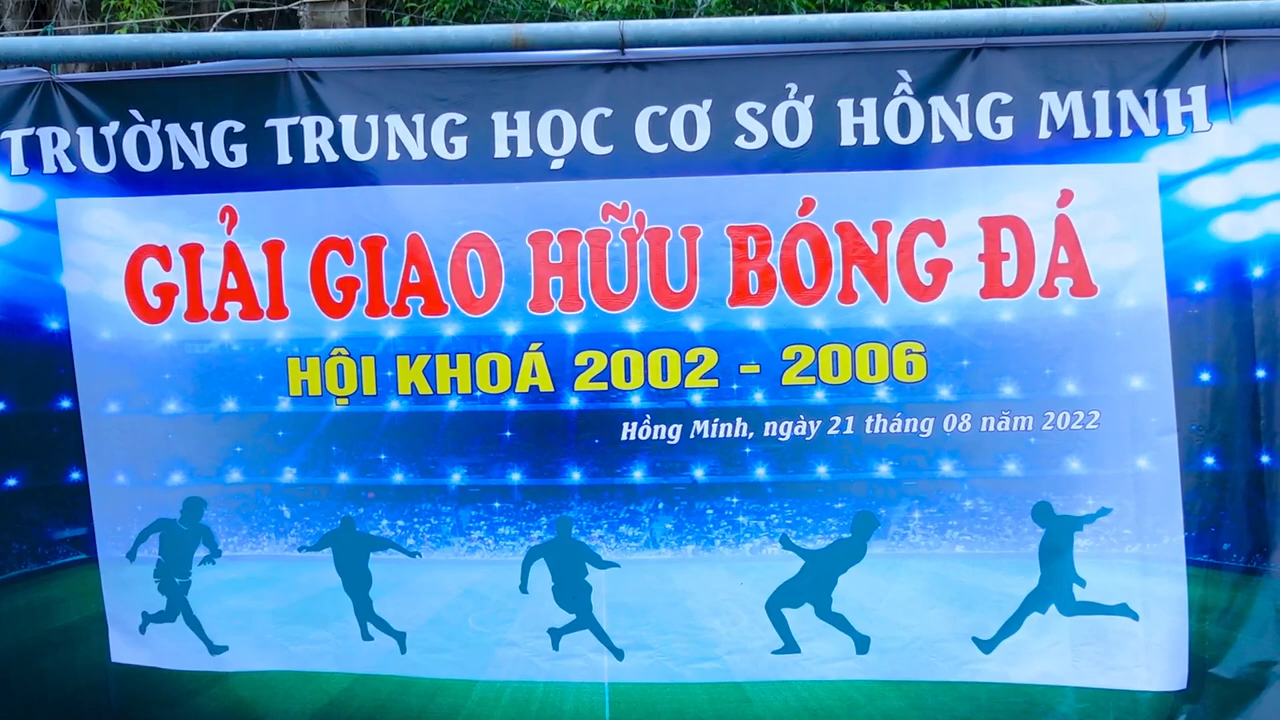 TRƯỜNG TRUNG HỌC CƠ SỞ HỒNG MINH
GIẢI GIAO HỮU BÓNG ĐÁ
HỘI KHOÁ 2002 - 2006
Hồng Minh, ngày 21 tháng 08 năm 2022